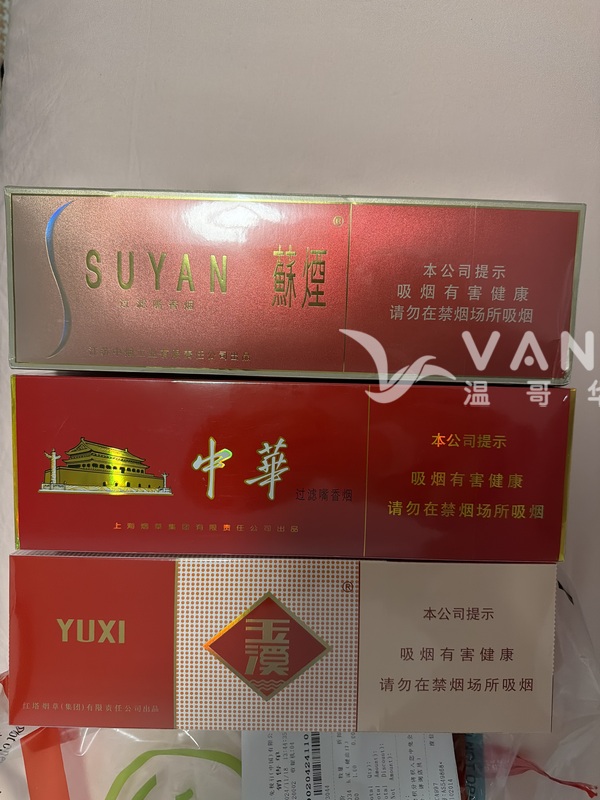 SUYAN
蘇煙
®
过滤嘴香烟
本公司提示
吸烟有害健康
请勿在禁烟场所吸烟
VAN
温哥华
中華
过滤嘴香烟
上海烟草集团有限责任公司出品
本公司提示
吸烟有害健康
请勿在禁烟场所吸烟
YUXI
玉溪
®
红塔烟草(集团)有限责任公司出品
本公司提示
吸烟有害健康
请勿在禁烟场所吸烟